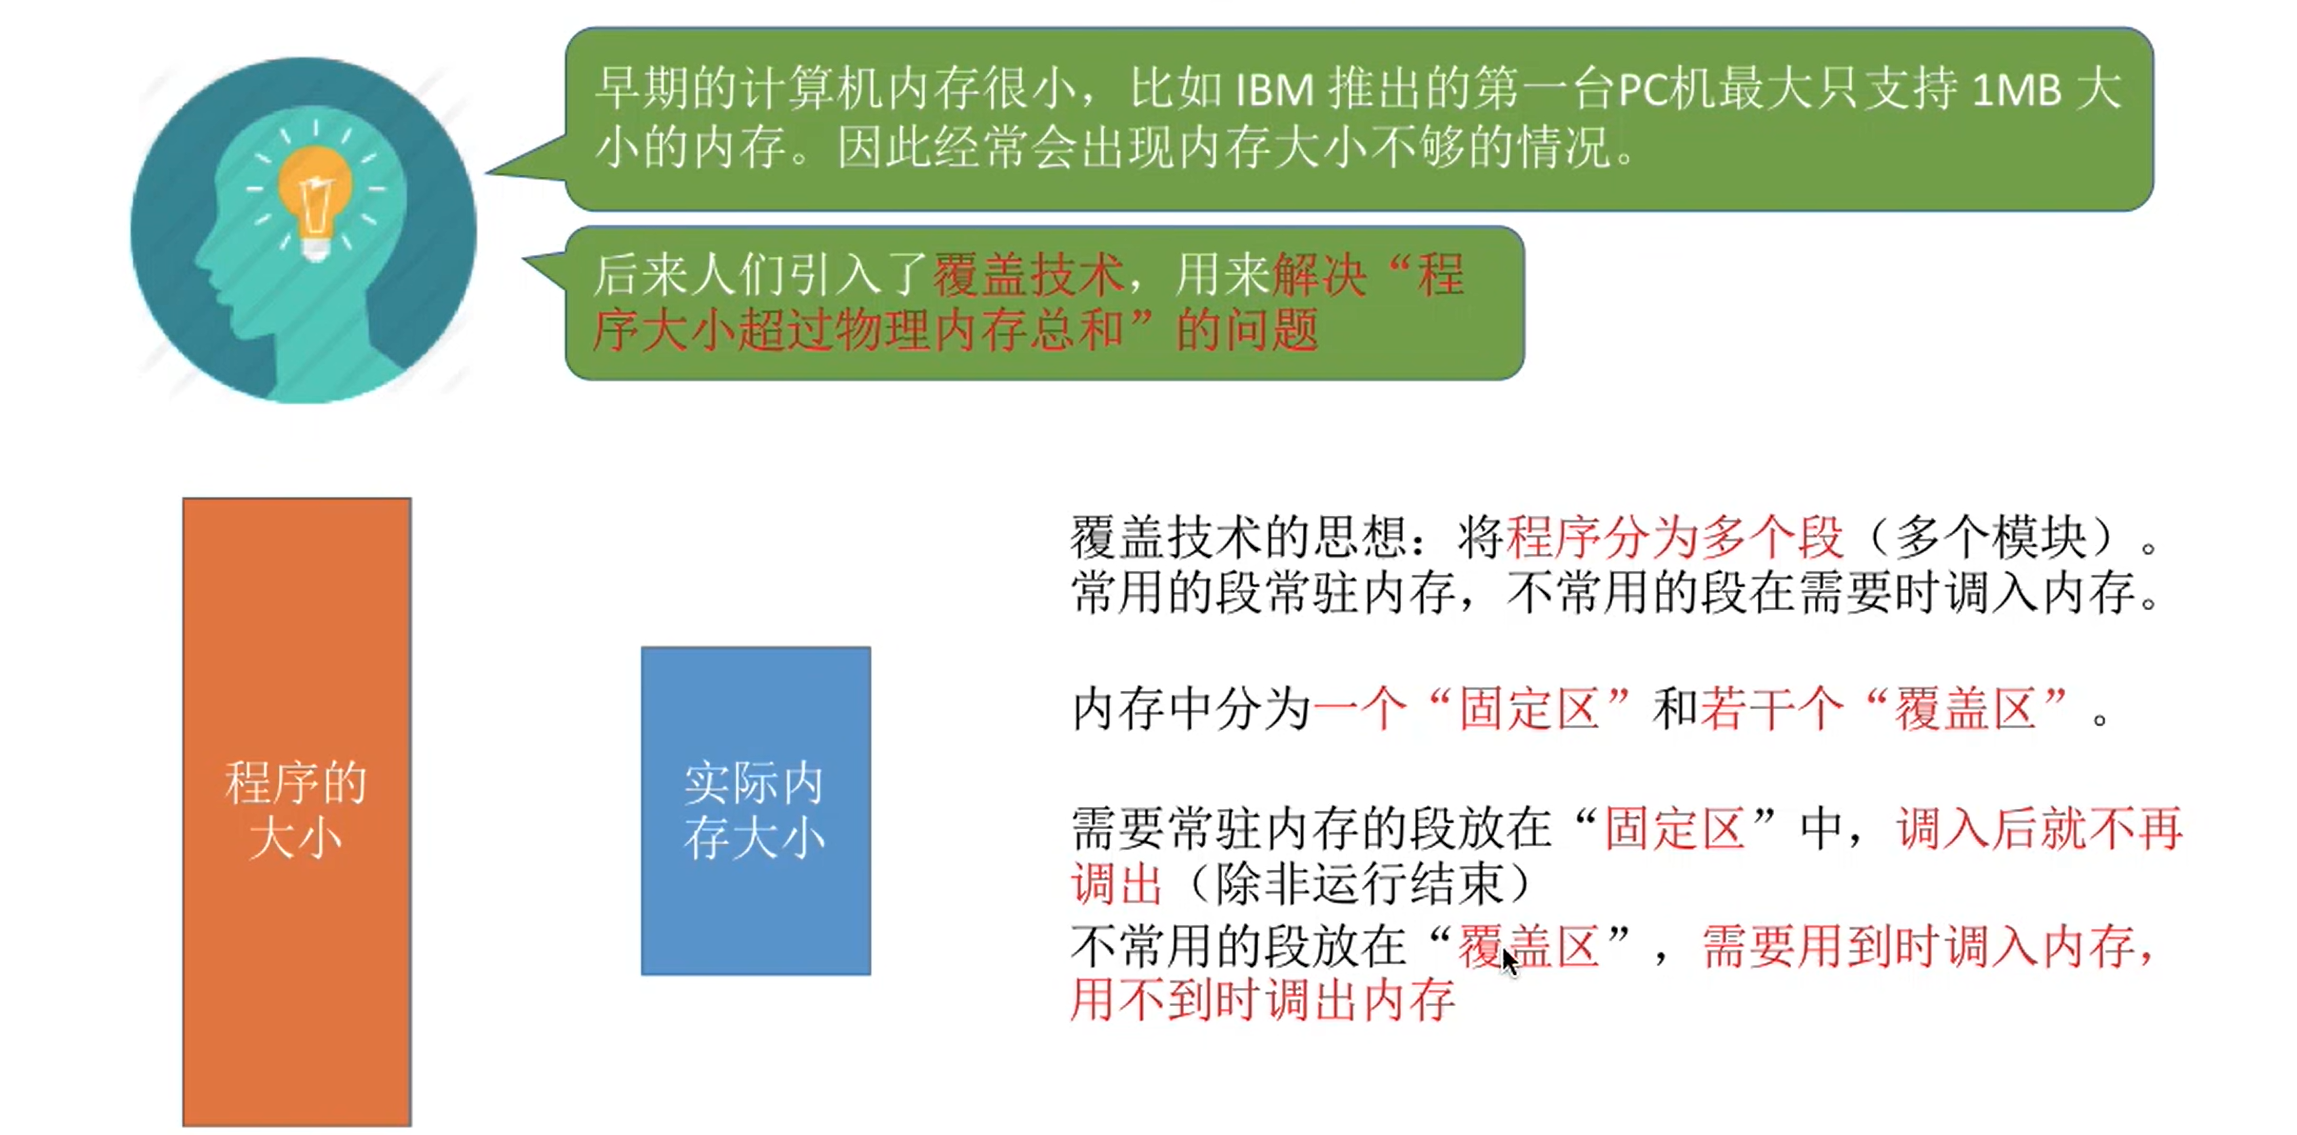 早期的计算机内存很小，比如 IBM 推出的第一台PC机最大只支持 1MB 大
小的内存。因此经常会出现内存大小不够的情况。
后来人们引入了覆盖技术，用来解决“程
序大小超过物理内存总和”的问题
程序的
大小
实际内
存大小
覆盖技术的思想：将程序分为多个段（多个模块）。
常用的段常驻内存，不常用的段在需要时调入内存。
内存中分为一个“固定区”和若干个“覆盖区”。
需要常驻内存的段放在“固定区”中，调入后就不再
调出（除非运行结束）
不常用的段放在“覆盖区”，需要用到时调入内存，
用不到时调出内存